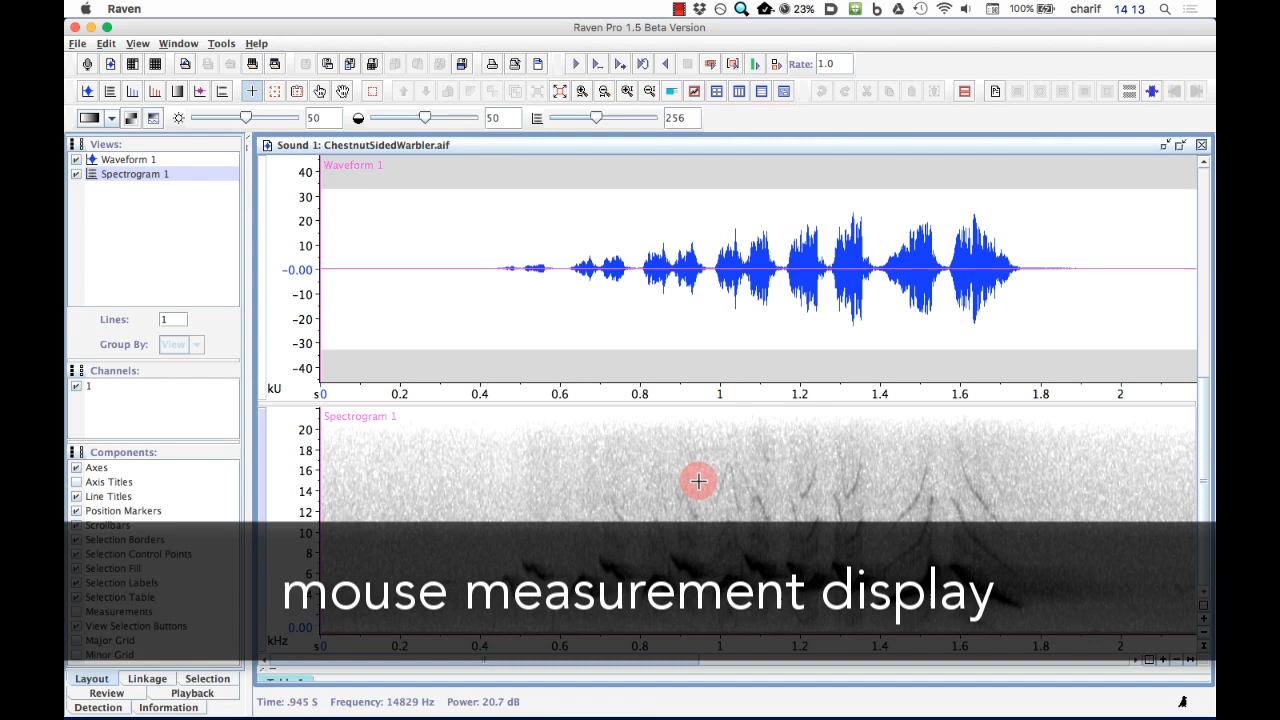 Raven 23% 100% charif 14 13
Raven Pro 1.5 Beta Version
File Edit View Window Tools Help
Rate: 1.0
50 50 256
Views:
Waveform 1
Spectrogram 1
Lines: 1
Group By: View
Channels:
1
Components:
Axes
Axis Titles
Line Titles
Position Markers
Scrollbars
Selection Borders
Selection Control Points
Selection Fill
Selection Labels
Selection Table
Measurements
View Selection Buttons
Major Grid
Minor Grid
Layout Linkage Selection
Review Playback
Detection Information
Sound 1: ChestnutSidedWarbler.aif
Waveform 1
40
30
20
10
-0.00
-10
-20
-30
-40
kU
s0 0.2 0.4 0.6 0.8 1 1.2 1.4 1.6 1.8 2
Spectrogram 1
20
18
16
14
12
10
8
6
4
0.00
kHz
s0 0.2 0.4 0.6 0.8 1 1.2 1.4 1.6 1.8 2
mouse measurement display
Time: .945 S Frequency: 14829 Hz Power: 20.7 dB